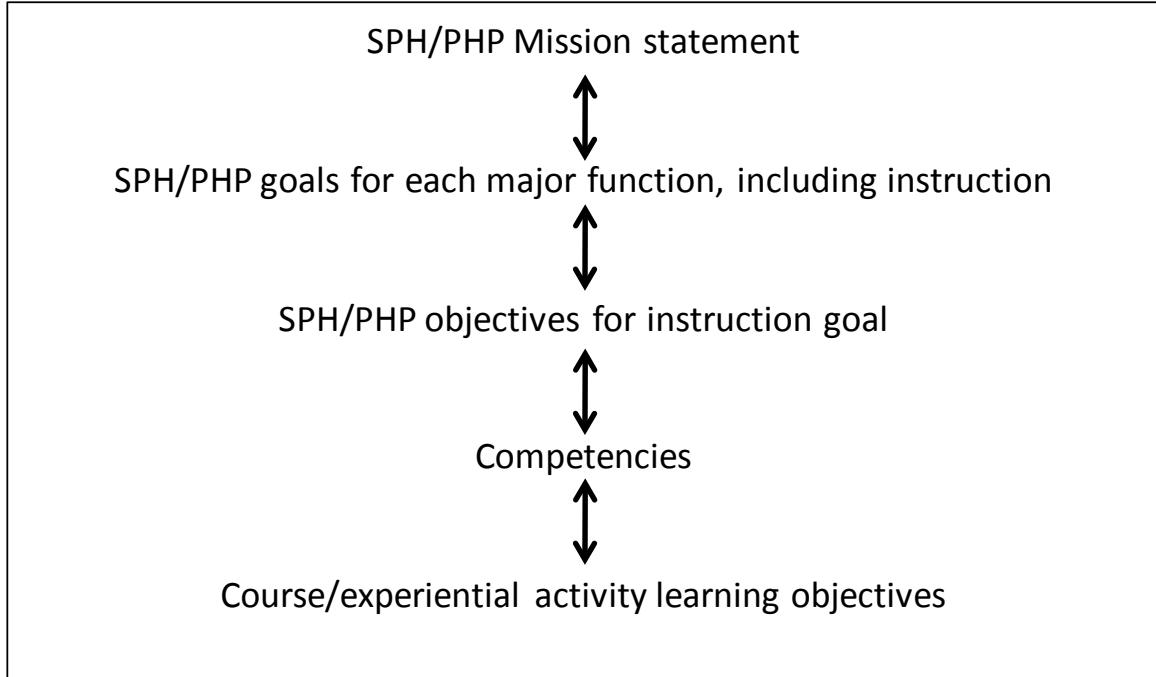 SPH/PHP Mission statement
SPH/PHP goals for each major function, including instruction
SPH/PHP objectives for instruction goal
Competencies
Course/experiential activity learning objectives